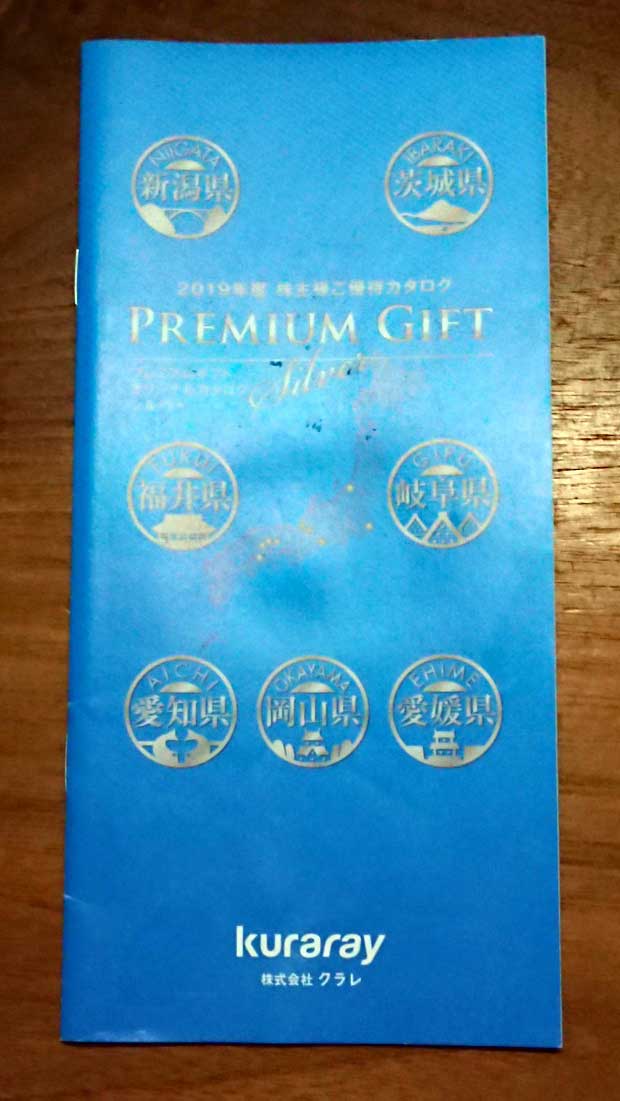 NIIGATA
新潟県
IBARAKI
茨城県
2019年度 株主様ご優待カタログ
PREMIUM GIFT
Silver
FUKUI
福井県
GIFU
岐阜県
AICHI
愛知県
OKAYAMA
岡山県
EHIME
愛媛県
kuraray
株式会社 クラレ